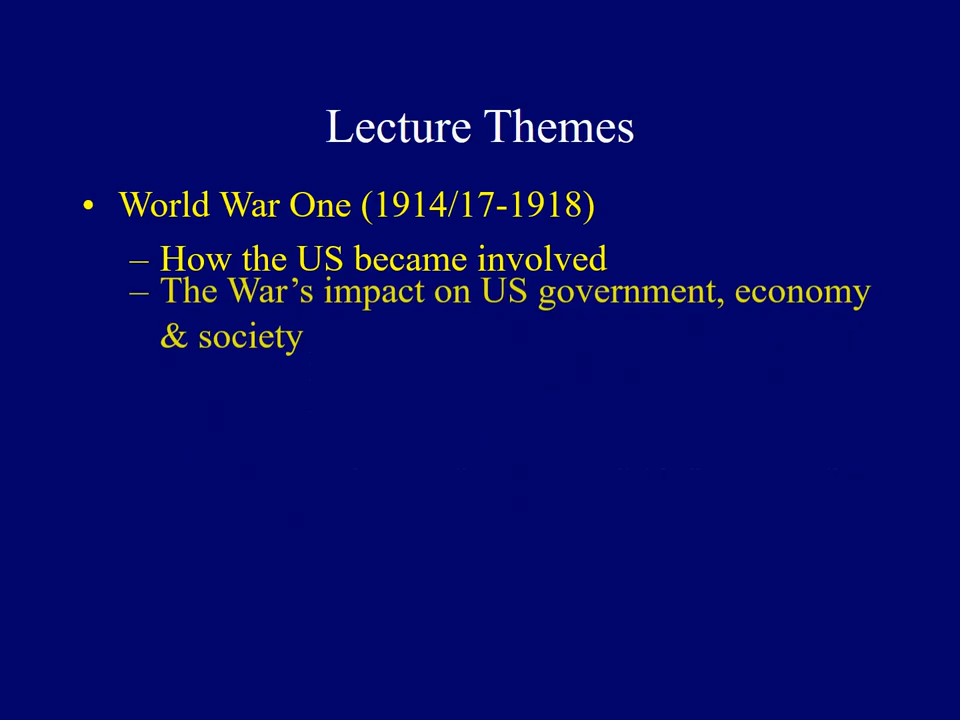 Lecture Themes
• World War One (1914/17-1918)
– How the US became involved
– The War’s impact on US government, economy
& society